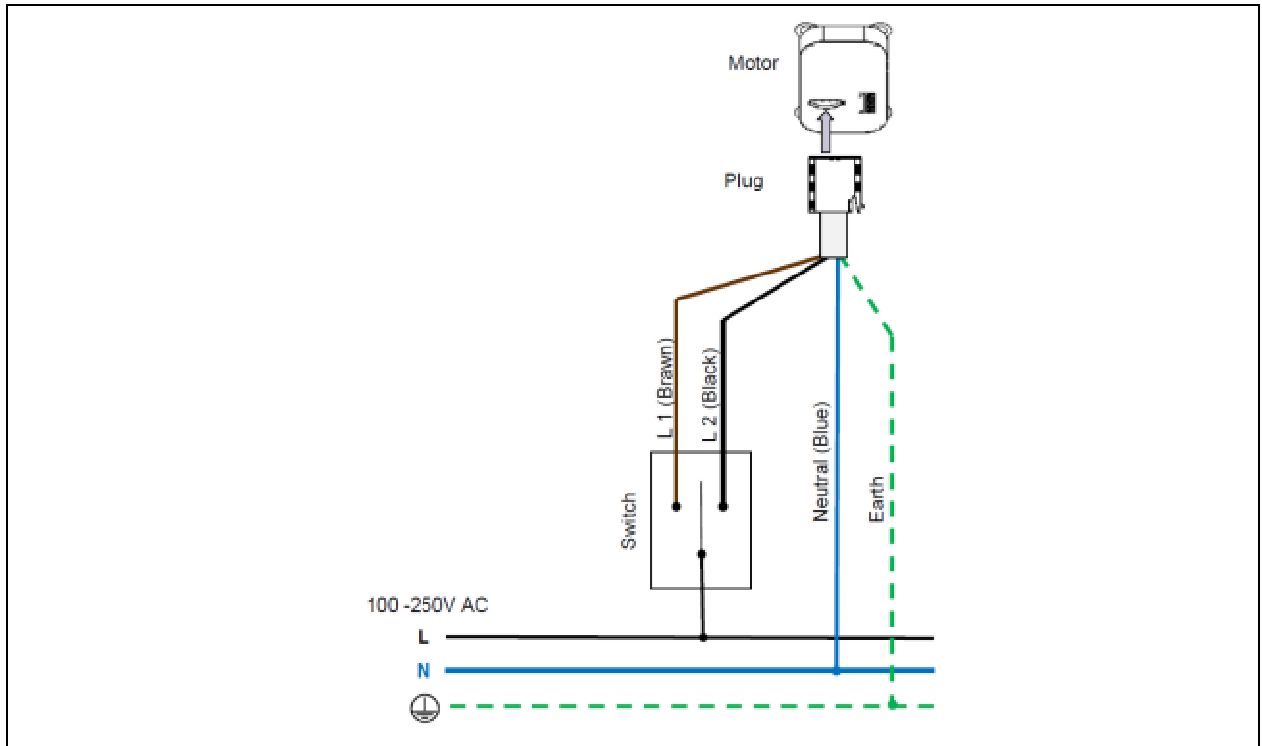 Motor
Plug
L 1 (Brawn)
L 2 (Black)
Neutral (Blue)
Earth
Switch
100 -250V AC
L
N